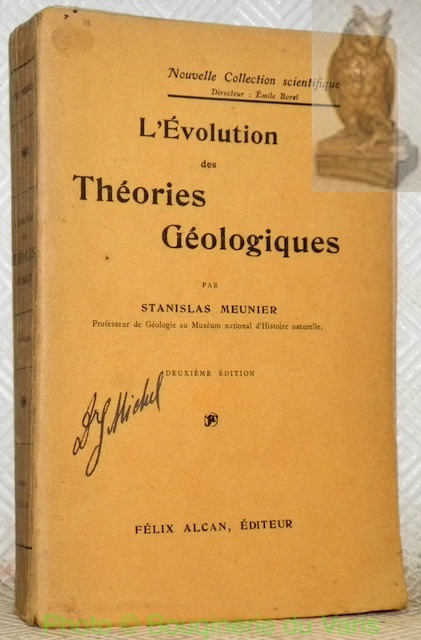 Nouvelle Collection scientifique
Directeur : Émile Borel
L'Évolution
des
Théories
Géologiques
PAR
STANISLAS MEUNIER
Professeur de Géologie au Muséum national d'Histoire naturelle.
DEUXIÈME ÉDITION
Michel
FÉLIX ALCAN, ÉDITEUR